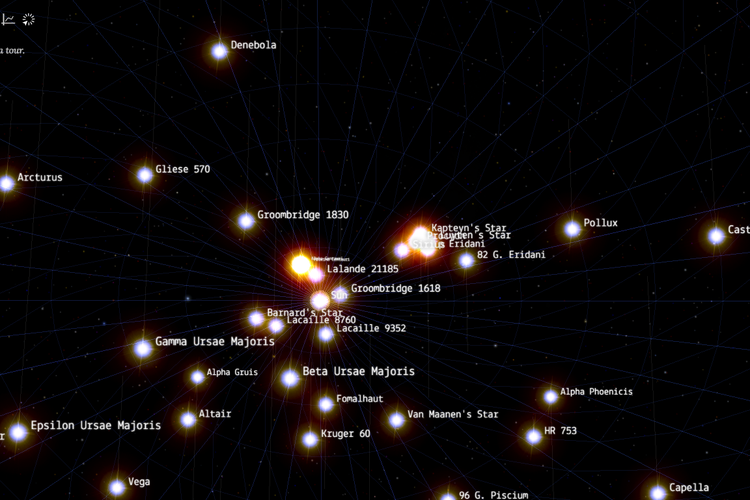 a tour.
Denebola
Arcturus
Gliese 570
Groombridge 1830
Kapteyn's Star
Luyten's Star
Sirius
Eridani
82 G. Eridani
Pollux
Cast
Lalande 21185
Groombridge 1618
Sun
Barnard's Star
Lacaille 8760
Lacaille 9352
Gamma Ursae Majoris
Alpha Gruis
Beta Ursae Majoris
Fomalhaut
Alpha Phoenicis
Altair
Van Maanen's Star
Epsilon Ursae Majoris
r
Kruger 60
HR 753
Vega
96 G. Piscium
Capella